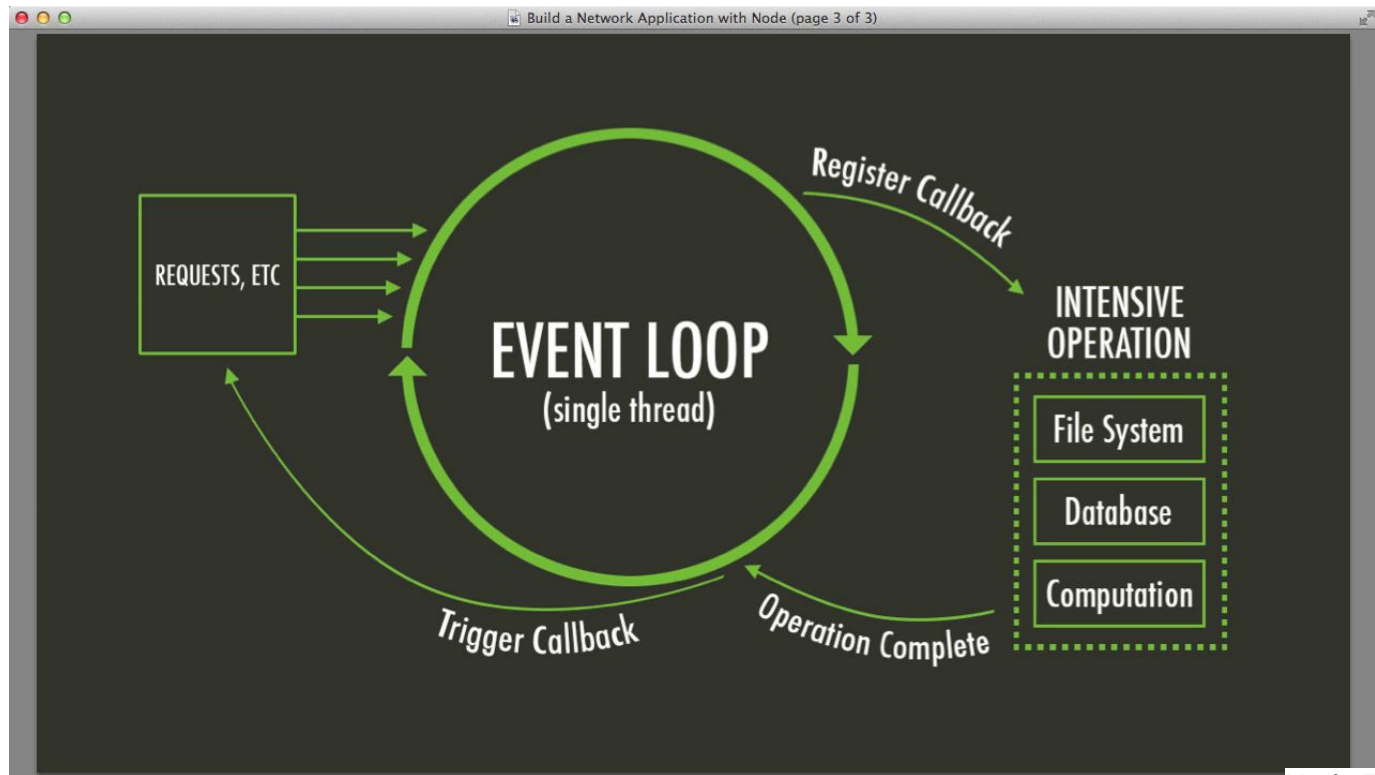 Build a Network Application with Node (page 3 of 3)
Register Callback
REQUESTS, ETC
INTENSIVE
OPERATION
EVENT LOOP
(single thread)
File System
Database
Computation
Operation Complete
Trigger Callback